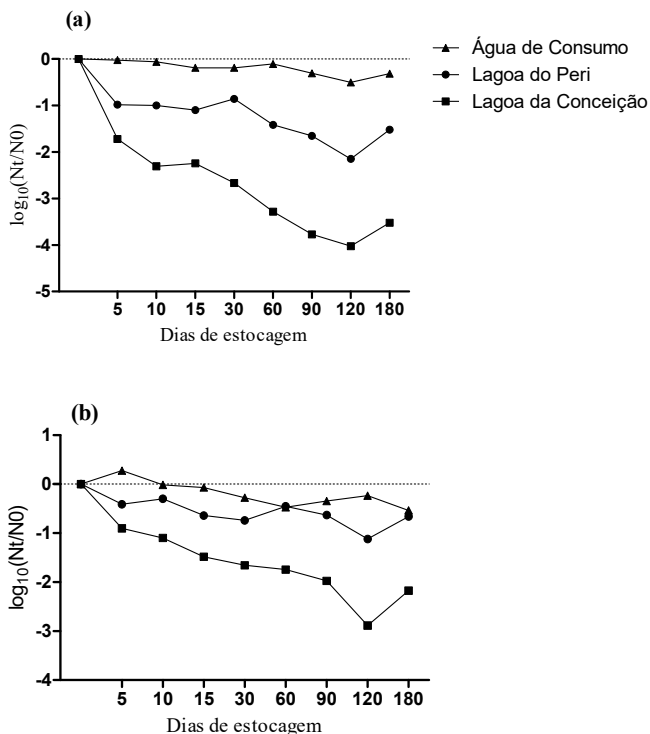 (a)
0
-1
-2
-3
-4
-5
log10(Nt/N0)
5 10 15 30 60 90 120 180
Dias de estocagem
Água de Consumo
Lagoa do Peri
Lagoa da Conceição
(b)
1
0
-1
-2
-3
-4
log10(Nt/N0)
5 10 15 30 60 90 120 180
Dias de estocagem